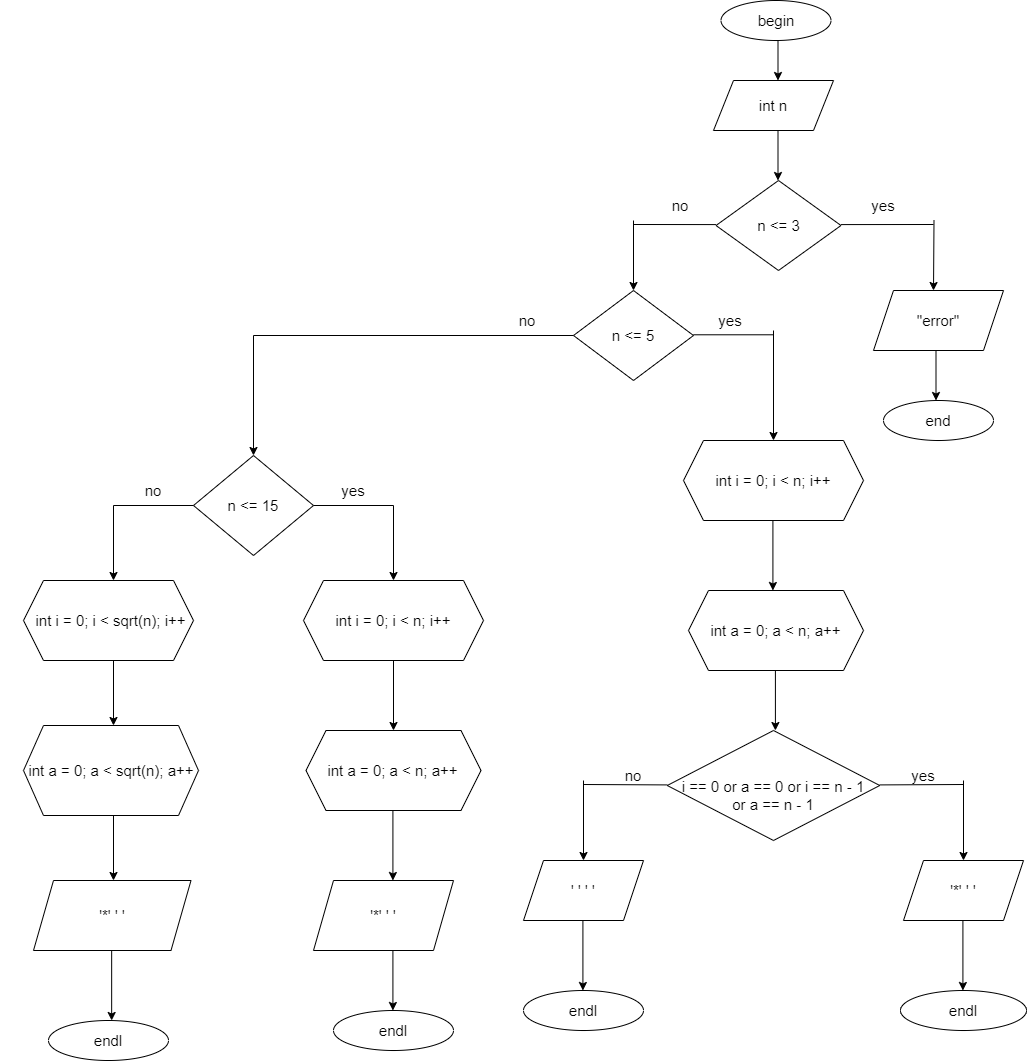 begin
int n
n <= 3
no
yes
"error"
end
n <= 5
no
yes
n <= 15
no
yes
int i = 0; i < sqrt(n); i++
int a = 0; a < sqrt(n); a++
'*' ' '
endl
int i = 0; i < n; i++
int a = 0; a < n; a++
'*' ' '
endl
int i = 0; i < n; i++
int a = 0; a < n; a++
i == 0 or a == 0 or i == n - 1
or a == n - 1
no
yes
' ' ' '
endl
'*' ' '
endl